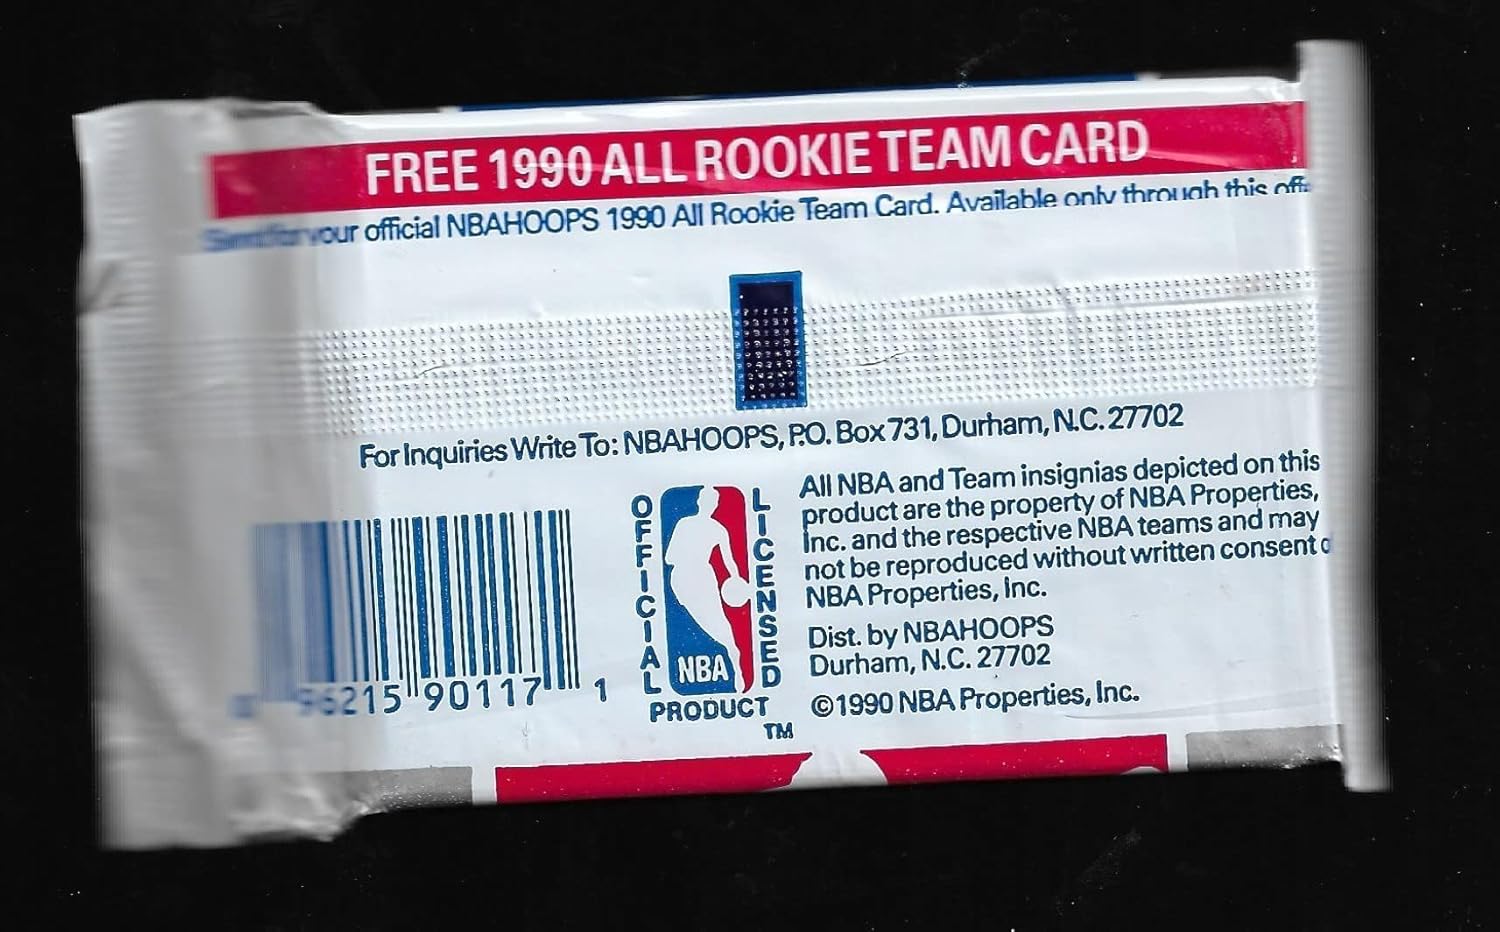 FREE 1990 ALL ROOKIE TEAM CARD
Send for your official NBAHOOPS 1990 All Rookie Team Card. Available only through this off
For Inquiries Write To: NBAHOOPS, P.O. Box 731, Durham, N.C. 27702
OFFICIAL
LICENSED
NBA
PRODUCT
TM
All NBA and Team insignias depicted on this
product are the property of NBA Properties,
Inc. and the respective NBA teams and may
not be reproduced without written consent o
NBA Properties, Inc.
Dist. by NBAHOOPS
Durham, N.C. 27702
©1990 NBA Properties, Inc.
96215 90117 1